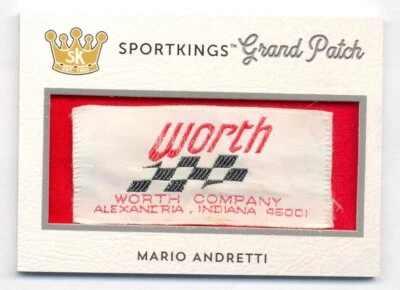 SK
SPORTKINGS™ Grand Patch
Worth
WORTH COMPANY
ALEXANDRIA, INDIANA 46001
MARIO ANDRETTI